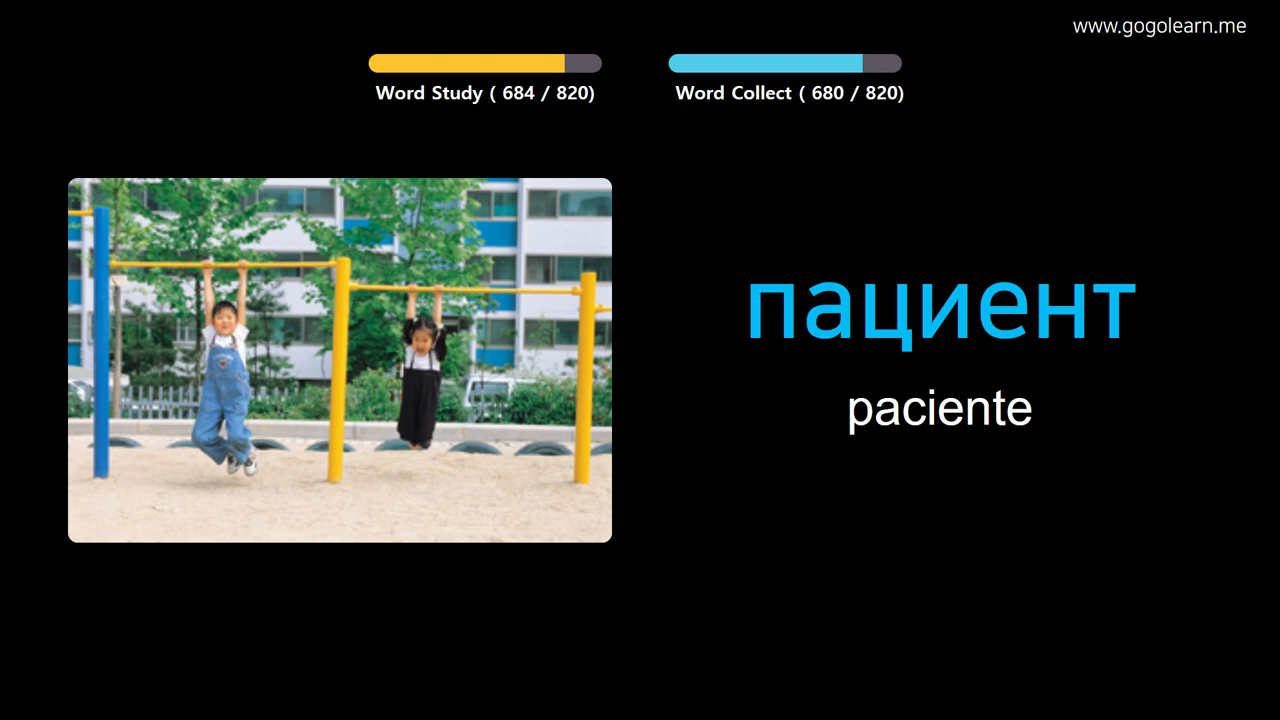 www.gogolearn.me
Word Study ( 684 / 820)
Word Collect ( 680 / 820)
пациент
paciente